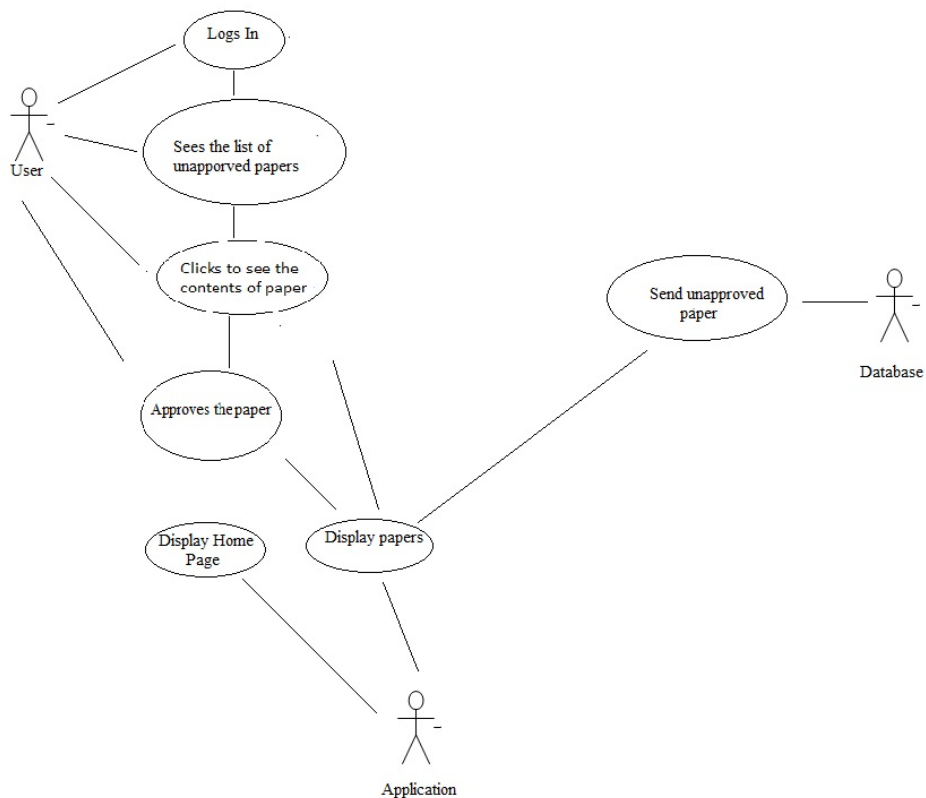 Logs In
Sees the list of
unapporved papers
User
Clicks to see the
contents of paper
Send unapproved
paper
Database
Approves the paper
Display Home
Page
Display papers
Application